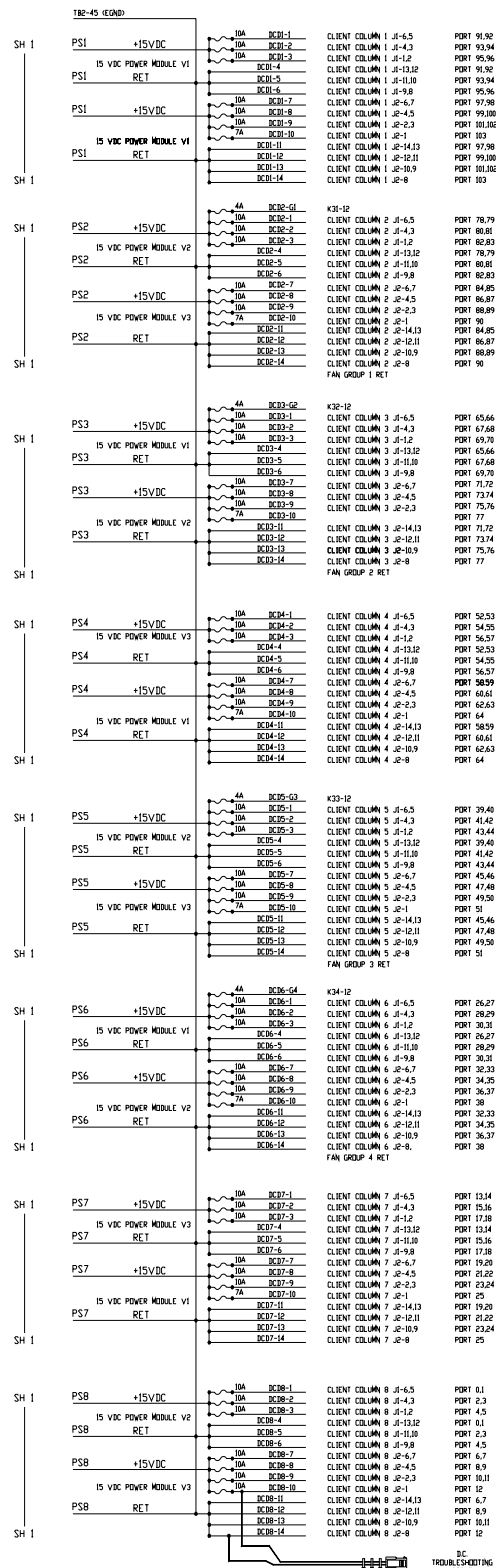 TB2-45 (EGND)
10A DCD1-1 CLIENT COLUMN 1 J1-6,5 PORT 91,92
SH 1 PS1 +15VDC 10A DCD1-2 CLIENT COLUMN 1 J1-4,3 PORT 93,94
10A DCD1-3 CLIENT COLUMN 1 J1-1,2 PORT 95,96
15 VDC POWER MODULE V1 DCD1-4 CLIENT COLUMN 1 J1-13,12 PORT 91,92
PS1 RET DCD1-5 CLIENT COLUMN 1 J1-11,10 PORT 93,94
DCD1-6 CLIENT COLUMN 1 J1-9,8 PORT 95,96
10A DCD1-7 CLIENT COLUMN 1 J2-6,7 PORT 97,98
PS1 +15VDC 10A DCD1-8 CLIENT COLUMN 1 J2-4,5 PORT 99,100
10A DCD1-9 CLIENT COLUMN 1 J2-2,3 PORT 101,102
7A DCD1-10 CLIENT COLUMN 1 J2-1 PORT 103
15 VDC POWER MODULE V1 DCD1-11 CLIENT COLUMN 1 J2-14,13 PORT 97,98
PS1 RET DCD1-12 CLIENT COLUMN 1 J2-12,11 PORT 99,100
DCD1-13 CLIENT COLUMN 1 J2-10,9 PORT 101,102
SH 1 DCD1-14 CLIENT COLUMN 1 J2-8 PORT 103
4A DCD2-G1 K31-12
10A DCD2-1 CLIENT COLUMN 2 J1-6,5 PORT 78,79
SH 1 PS2 +15VDC 10A DCD2-2 CLIENT COLUMN 2 J1-4,3 PORT 80,81
10A DCD2-3 CLIENT COLUMN 2 J1-1,2 PORT 82,83
15 VDC POWER MODULE V2 DCD2-4 CLIENT COLUMN 2 J1-13,12 PORT 78,79
PS2 RET DCD2-5 CLIENT COLUMN 2 J1-11,10 PORT 80,81
DCD2-6 CLIENT COLUMN 2 J1-9,8 PORT 82,83
10A DCD2-7 CLIENT COLUMN 2 J2-6,7 PORT 84,85
PS2 +15VDC 10A DCD2-8 CLIENT COLUMN 2 J2-4,5 PORT 86,87
10A DCD2-9 CLIENT COLUMN 2 J2-2,3 PORT 88,89
15 VDC POWER MODULE V3 7A DCD2-10 CLIENT COLUMN 2 J2-1 PORT 90
DCD2-11 CLIENT COLUMN 2 J2-14,13 PORT 84,85
PS2 RET DCD2-12 CLIENT COLUMN 2 J2-12,11 PORT 86,87
DCD2-13 CLIENT COLUMN 2 J2-10,9 PORT 88,89
SH 1 DCD2-14 CLIENT COLUMN 2 J2-8 PORT 90
FAN GROUP 1 RET
4A DCD3-G2 K32-12
10A DCD3-1 CLIENT COLUMN 3 J1-6,5 PORT 65,66
SH 1 PS3 +15VDC 10A DCD3-2 CLIENT COLUMN 3 J1-4,3 PORT 67,68
10A DCD3-3 CLIENT COLUMN 3 J1-1,2 PORT 69,70
15 VDC POWER MODULE V1 DCD3-4 CLIENT COLUMN 3 J1-13,12 PORT 65,66
PS3 RET DCD3-5 CLIENT COLUMN 3 J1-11,10 PORT 67,68
DCD3-6 CLIENT COLUMN 3 J1-9,8 PORT 69,70
10A DCD3-7 CLIENT COLUMN 3 J2-6,7 PORT 71,72
PS3 +15VDC 10A DCD3-8 CLIENT COLUMN 3 J2-4,5 PORT 73,74
10A DCD3-9 CLIENT COLUMN 3 J2-2,3 PORT 75,76
15 VDC POWER MODULE V2 7A DCD3-10 PORT 77
DCD3-11 CLIENT COLUMN 3 J2-14,13 PORT 71,72
PS3 RET DCD3-12 CLIENT COLUMN 3 J2-12,11 PORT 73,74
DCD3-13 CLIENT COLUMN 3 J2-10,9 PORT 75,76
DCD3-14 CLIENT COLUMN 3 J2-8 PORT 77
SH 1 FAN GROUP 2 RET
10A DCD4-1 CLIENT COLUMN 4 J1-6,5 PORT 52,53
SH 1 PS4 +15VDC 10A DCD4-2 CLIENT COLUMN 4 J1-4,3 PORT 54,55
15 VDC POWER MODULE V3 10A DCD4-3 CLIENT COLUMN 4 J1-1,2 PORT 56,57
DCD4-4 CLIENT COLUMN 4 J1-13,12 PORT 52,53
PS4 RET DCD4-5 CLIENT COLUMN 4 J1-11,10 PORT 54,55
DCD4-6 CLIENT COLUMN 4 J1-9,8 PORT 56,57
10A DCD4-7 CLIENT COLUMN 4 J2-6,7 PORT 58,59
PS4 +15VDC 10A DCD4-8 CLIENT COLUMN 4 J2-4,5 PORT 60,61
10A DCD4-9 CLIENT COLUMN 4 J2-2,3 PORT 62,63
7A DCD4-10 CLIENT COLUMN 4 J2-1 PORT 64
15 VDC POWER MODULE V1 DCD4-11 CLIENT COLUMN 4 J2-14,13 PORT 58,59
PS4 RET DCD4-12 CLIENT COLUMN 4 J2-12,11 PORT 60,61
DCD4-13 CLIENT COLUMN 4 J2-10,9 PORT 62,63
SH 1 DCD4-14 CLIENT COLUMN 4 J2-8 PORT 64
4A DCD5-G3 K33-12
10A DCD5-1 CLIENT COLUMN 5 J1-6,5 PORT 39,40
SH 1 PS5 +15VDC 10A DCD5-2 CLIENT COLUMN 5 J1-4,3 PORT 41,42
10A DCD5-3 CLIENT COLUMN 5 J1-1,2 PORT 43,44
15 VDC POWER MODULE V2 DCD5-4 CLIENT COLUMN 5 J1-13,12 PORT 39,40
PS5 RET DCD5-5 CLIENT COLUMN 5 J1-11,10 PORT 41,42
DCD5-6 CLIENT COLUMN 5 J1-9,8 PORT 43,44
10A DCD5-7 CLIENT COLUMN 5 J2-6,7 PORT 45,46
PS5 +15VDC 10A DCD5-8 CLIENT COLUMN 5 J2-4,5 PORT 47,48
10A DCD5-9 CLIENT COLUMN 5 J2-2,3 PORT 49,50
15 VDC POWER MODULE V3 7A DCD5-10 CLIENT COLUMN 5 J2-1 PORT 51
DCD5-11 CLIENT COLUMN 5 J2-14,13 PORT 45,46
PS5 RET DCD5-12 CLIENT COLUMN 5 J2-12,11 PORT 47,48
DCD5-13 CLIENT COLUMN 5 J2-10,9 PORT 49,50
SH 1 DCD5-14 CLIENT COLUMN 5 J2-8 PORT 51
FAN GROUP 3 RET
4A DCD6-G4 K34-12
10A DCD6-1 CLIENT COLUMN 6 J1-6,5 PORT 26,27
SH 1 PS6 +15VDC 10A DCD6-2 CLIENT COLUMN 6 J1-4,3 PORT 28,29
10A DCD6-3 CLIENT COLUMN 6 J1-1,2 PORT 30,31
15 VDC POWER MODULE V1 DCD6-4 CLIENT COLUMN 6 J1-13,12 PORT 26,27
PS6 RET DCD6-5 CLIENT COLUMN 6 J1-11,10 PORT 28,29
DCD6-6 CLIENT COLUMN 6 J1-9,8 PORT 30,31
10A DCD6-7 CLIENT COLUMN 6 J2-6,7 PORT 32,33
PS6 +15VDC 10A DCD6-8 CLIENT COLUMN 6 J2-4,5 PORT 34,35
10A DCD6-9 CLIENT COLUMN 6 J2-2,3 PORT 36,37
15 VDC POWER MODULE V2 7A DCD6-10 CLIENT COLUMN 6 J2-1 PORT 38
DCD6-11 CLIENT COLUMN 6 J2-14,13 PORT 32,33
PS6 RET DCD6-12 CLIENT COLUMN 6 J2-12,11 PORT 34,35
DCD6-13 CLIENT COLUMN 6 J2-10,9 PORT 36,37
SH 1 DCD6-14 CLIENT COLUMN 6 J2-8, PORT 38
FAN GROUP 4 RET
10A DCD7-1 CLIENT COLUMN 7 J1-6,5 PORT 13,14
SH 1 PS7 +15VDC 10A DCD7-2 CLIENT COLUMN 7 J1-4,3 PORT 15,16
10A DCD7-3 CLIENT COLUMN 7 J1-1,2 PORT 17,18
15 VDC POWER MODULE V3 DCD7-4 CLIENT COLUMN 7 J1-13,12 PORT 13,14
PS7 RET DCD7-5 CLIENT COLUMN 7 J1-11,10 PORT 15,16
DCD7-6 CLIENT COLUMN 7 J1-9,8 PORT 17,18
10A DCD7-7 CLIENT COLUMN 7 J2-6,7 PORT 19,20
PS7 +15VDC 10A DCD7-8 CLIENT COLUMN 7 J2-4,5 PORT 21,22
10A DCD7-9 CLIENT COLUMN 7 J2-2,3 PORT 23,24
15 VDC POWER MODULE V1 7A DCD7-10 CLIENT COLUMN 7 J2-1 PORT 25
DCD7-11 CLIENT COLUMN 7 J2-14,13 PORT 19,20
PS7 RET DCD7-12 CLIENT COLUMN 7 J2-12,11 PORT 21,22
DCD7-13 CLIENT COLUMN 7 J2-10,9 PORT 23,24
SH 1 DCD7-14 CLIENT COLUMN 7 J2-8 PORT 25
10A DCD8-1 CLIENT COLUMN 8 J1-6,5 PORT 0,1
SH 1 PS8 +15VDC 10A DCD8-2 CLIENT COLUMN 8 J1-4,3 PORT 2,3
10A DCD8-3 CLIENT COLUMN 8 J1-1,2 PORT 4,5
15 VDC POWER MODULE V2 DCD8-4 CLIENT COLUMN 8 J1-13,12 PORT 0,1
PS8 RET DCD8-5 CLIENT COLUMN 8 J1-11,10 PORT 2,3
DCD8-6 CLIENT COLUMN 8 J1-9,8 PORT 4,5
10A DCD8-7 CLIENT COLUMN 8 J2-6,7 PORT 6,7
PS8 +15VDC 10A DCD8-8 CLIENT COLUMN 8 J2-4,5 PORT 8,9
10A DCD8-9 CLIENT COLUMN 8 J2-2,3 PORT 10,11
15 VDC POWER MODULE V3 10A DCD8-10 CLIENT COLUMN 8 J2-1 PORT 12
DCD8-11 CLIENT COLUMN 8 J2-14,13 PORT 6,7
PS8 RET DCD8-12 CLIENT COLUMN 8 J2-12,11 PORT 8,9
DCD8-13 CLIENT COLUMN 8 J2-10,9 PORT 10,11
SH 1 DCD8-14 CLIENT COLUMN 8 J2-8 PORT 12
D.C.
TROUBLESHOOTING